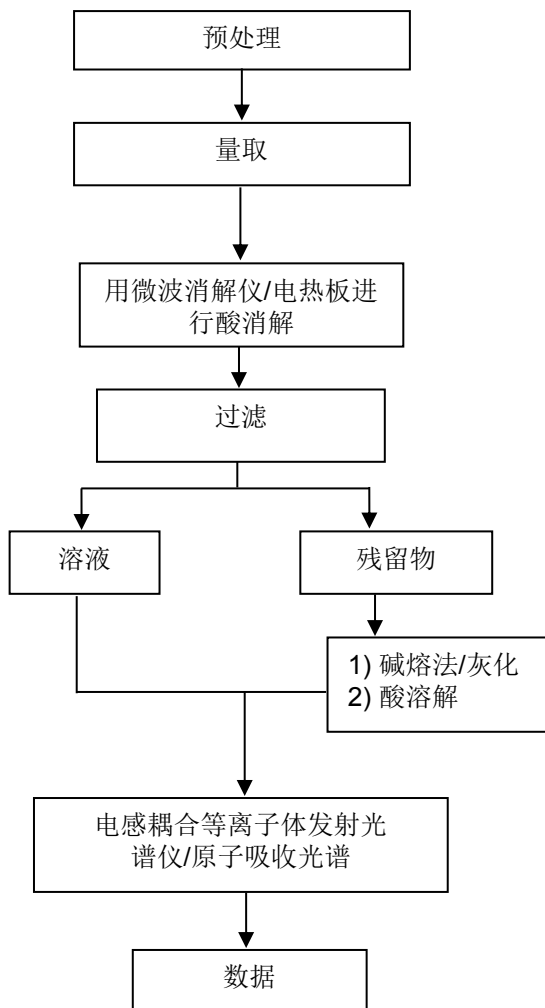 预处理
量取
用微波消解仪/电热板进
行酸消解
过滤
溶液
残留物
1) 碱熔法/灰化
2) 酸溶解
电感耦合等离子体发射光
谱仪/原子吸收光谱
数据